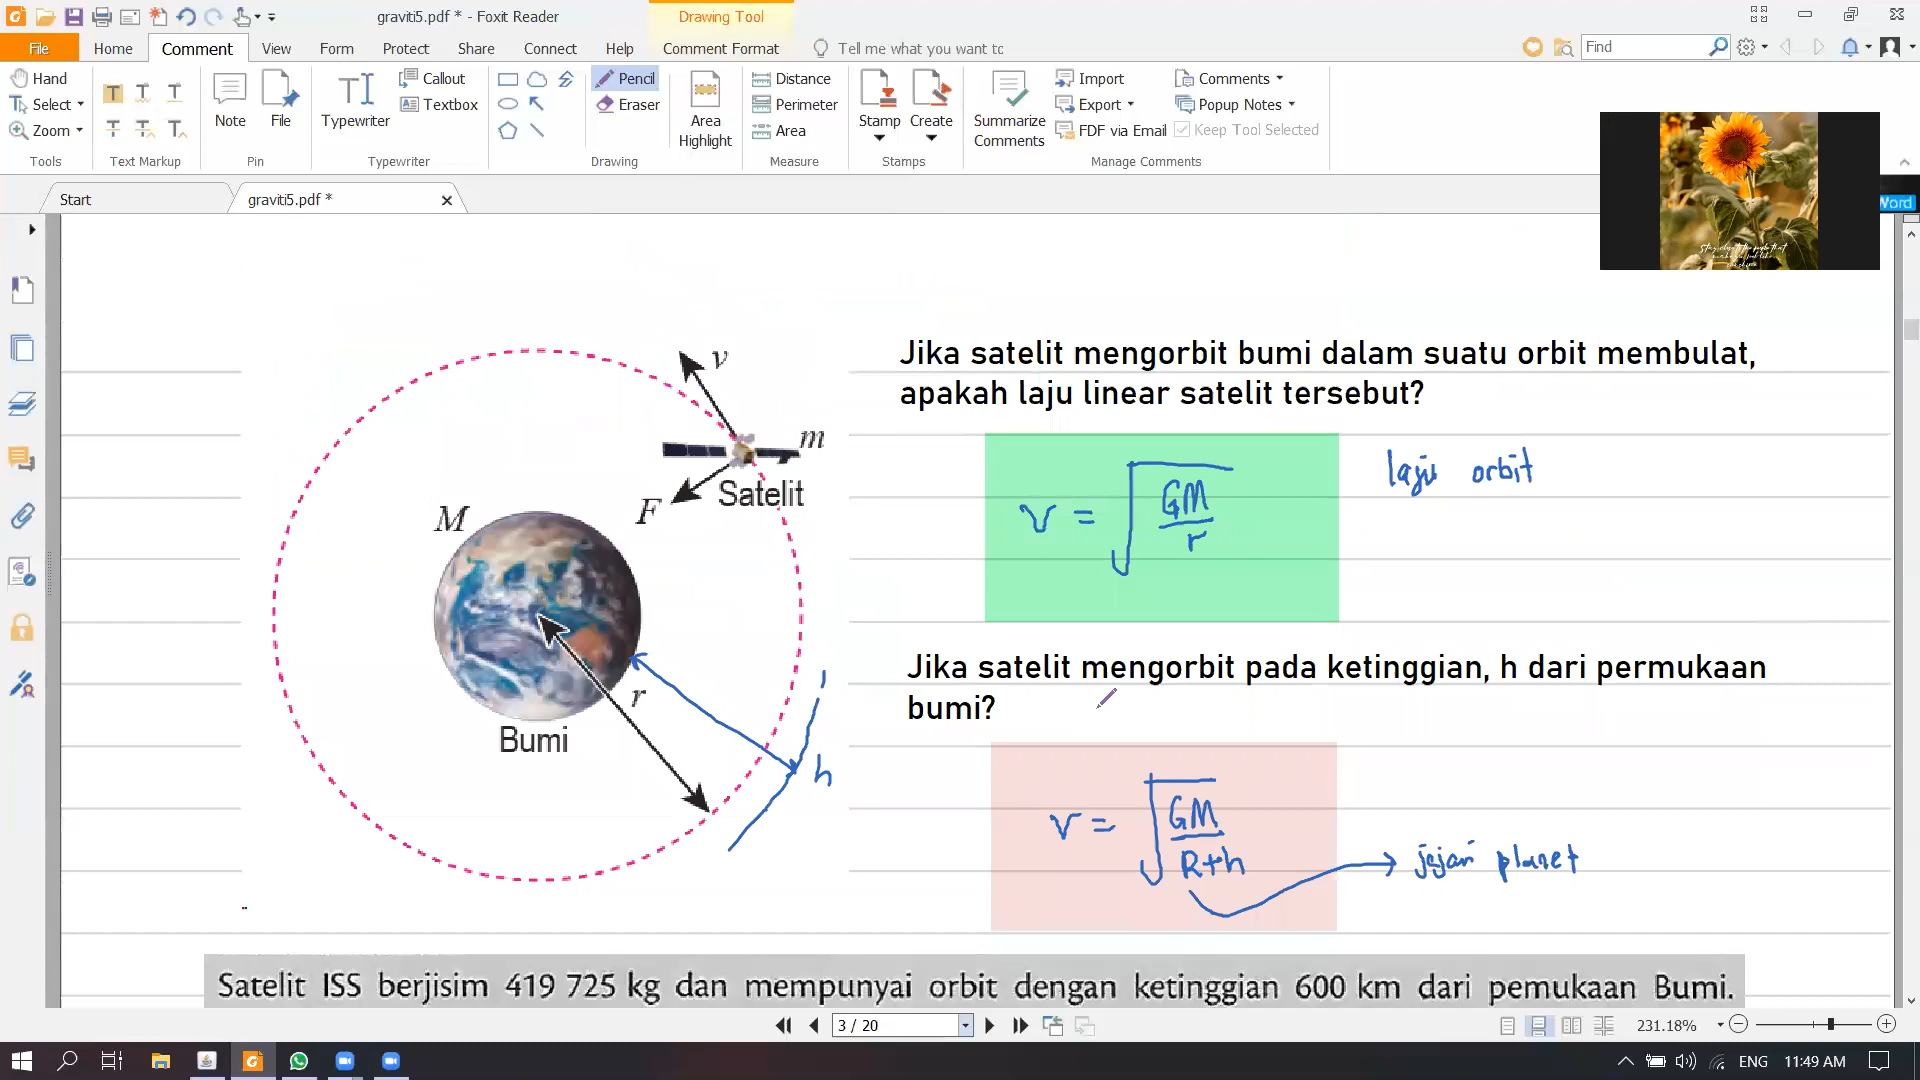 graviti5.pdf * - Foxit Reader
Drawing Tool
File
Home
Comment
View
Form
Protect
Share
Connect
Help
Comment Format
Tell me what you want to
Find
Hand
Select
Zoom
Tools
Text Markup
Note
File
Pin
Typewriter
Callout
Textbox
Typewriter
Pencil
Eraser
Area
Highlight
Drawing
Distance
Perimeter
Area
Measure
Stamp
Create
Stamps
Summarize
Comments
Import
Export
FDF via Email
Comments
Popup Notes
Keep Tool Selected
Manage Comments
Start
graviti5.pdf *
Word
v
m
Satelit
F
M
r
Bumi
h
Jika satelit mengorbit bumi dalam suatu orbit membulat,
apakah laju linear satelit tersebut?
v = √GM/r
laju orbit
Jika satelit mengorbit pada ketinggian, h dari permukaan
bumi?
v = √GM/R+h
jejari planet
Satelit ISS berjisim 419 725 kg dan mempunyai orbit dengan ketinggian 600 km dari pemukaan Bumi.
3 / 20
231.18%
ENG
11:49 AM